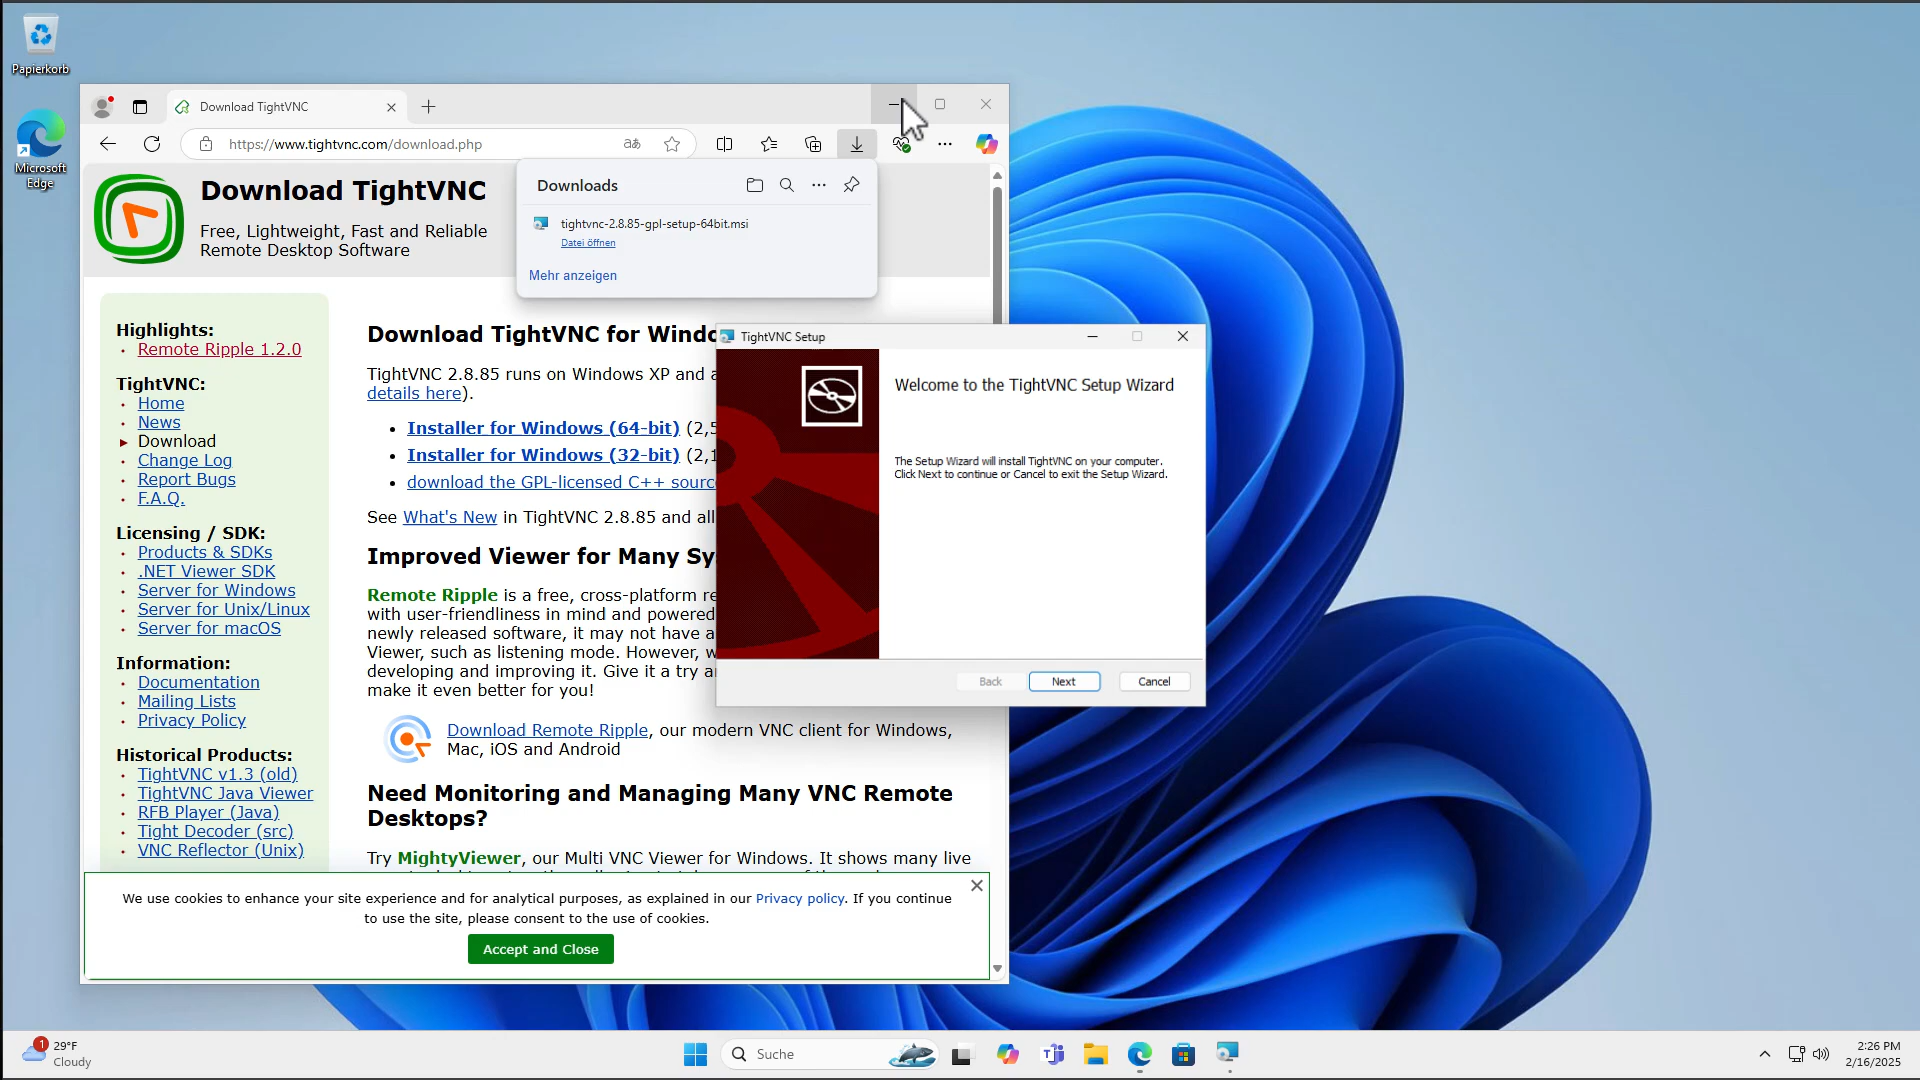 Papierkorb
Microsoft
Edge
Download TightVNC
https://www.tightvnc.com/download.php
Download TightVNC
Free, Lightweight, Fast and Reliable
Remote Desktop Software
Downloads
tightvnc-2.8.85-gpl-setup-64bit.msi
Datei öffnen
Mehr anzeigen
Highlights:
Remote Ripple 1.2.0
TightVNC:
Home
News
Download
Change Log
Report Bugs
F.A.Q.
Licensing / SDK:
Products & SDKs
.NET Viewer SDK
Server for Windows
Server for Unix/Linux
Server for macOS
Information:
Documentation
Mailing Lists
Privacy Policy
Historical Products:
TightVNC v1.3 (old)
TightVNC Java Viewer
RFB Player (Java)
Tight Decoder (src)
VNC Reflector (Unix)
Download TightVNC for Windo
TightVNC 2.8.85 runs on Windows XP and a
details here).
Installer for Windows (64-bit) (2,5
Installer for Windows (32-bit) (2,1
download the GPL-licensed C++ sourc
See What's New in TightVNC 2.8.85 and all
Improved Viewer for Many Sy
Remote Ripple is a free, cross-platform re
with user-friendliness in mind and powered
newly released software, it may not have a
Viewer, such as listening mode. However, w
developing and improving it. Give it a try an
make it even better for you!
Download Remote Ripple, our modern VNC client for Windows,
Mac, iOS and Android
Need Monitoring and Managing Many VNC Remote
Desktops?
Try MightyViewer, our Multi VNC Viewer for Windows. It shows many live
TightVNC Setup
Welcome to the TightVNC Setup Wizard
The Setup Wizard will install TightVNC on your computer.
Click Next to continue or Cancel to exit the Setup Wizard.
Back
Next
Cancel
We use cookies to enhance your site experience and for analytical purposes, as explained in our Privacy policy. If you continue
to use the site, please consent to the use of cookies.
Accept and Close
1
29°F
Cloudy
Suche
2:26 PM
2/16/2025